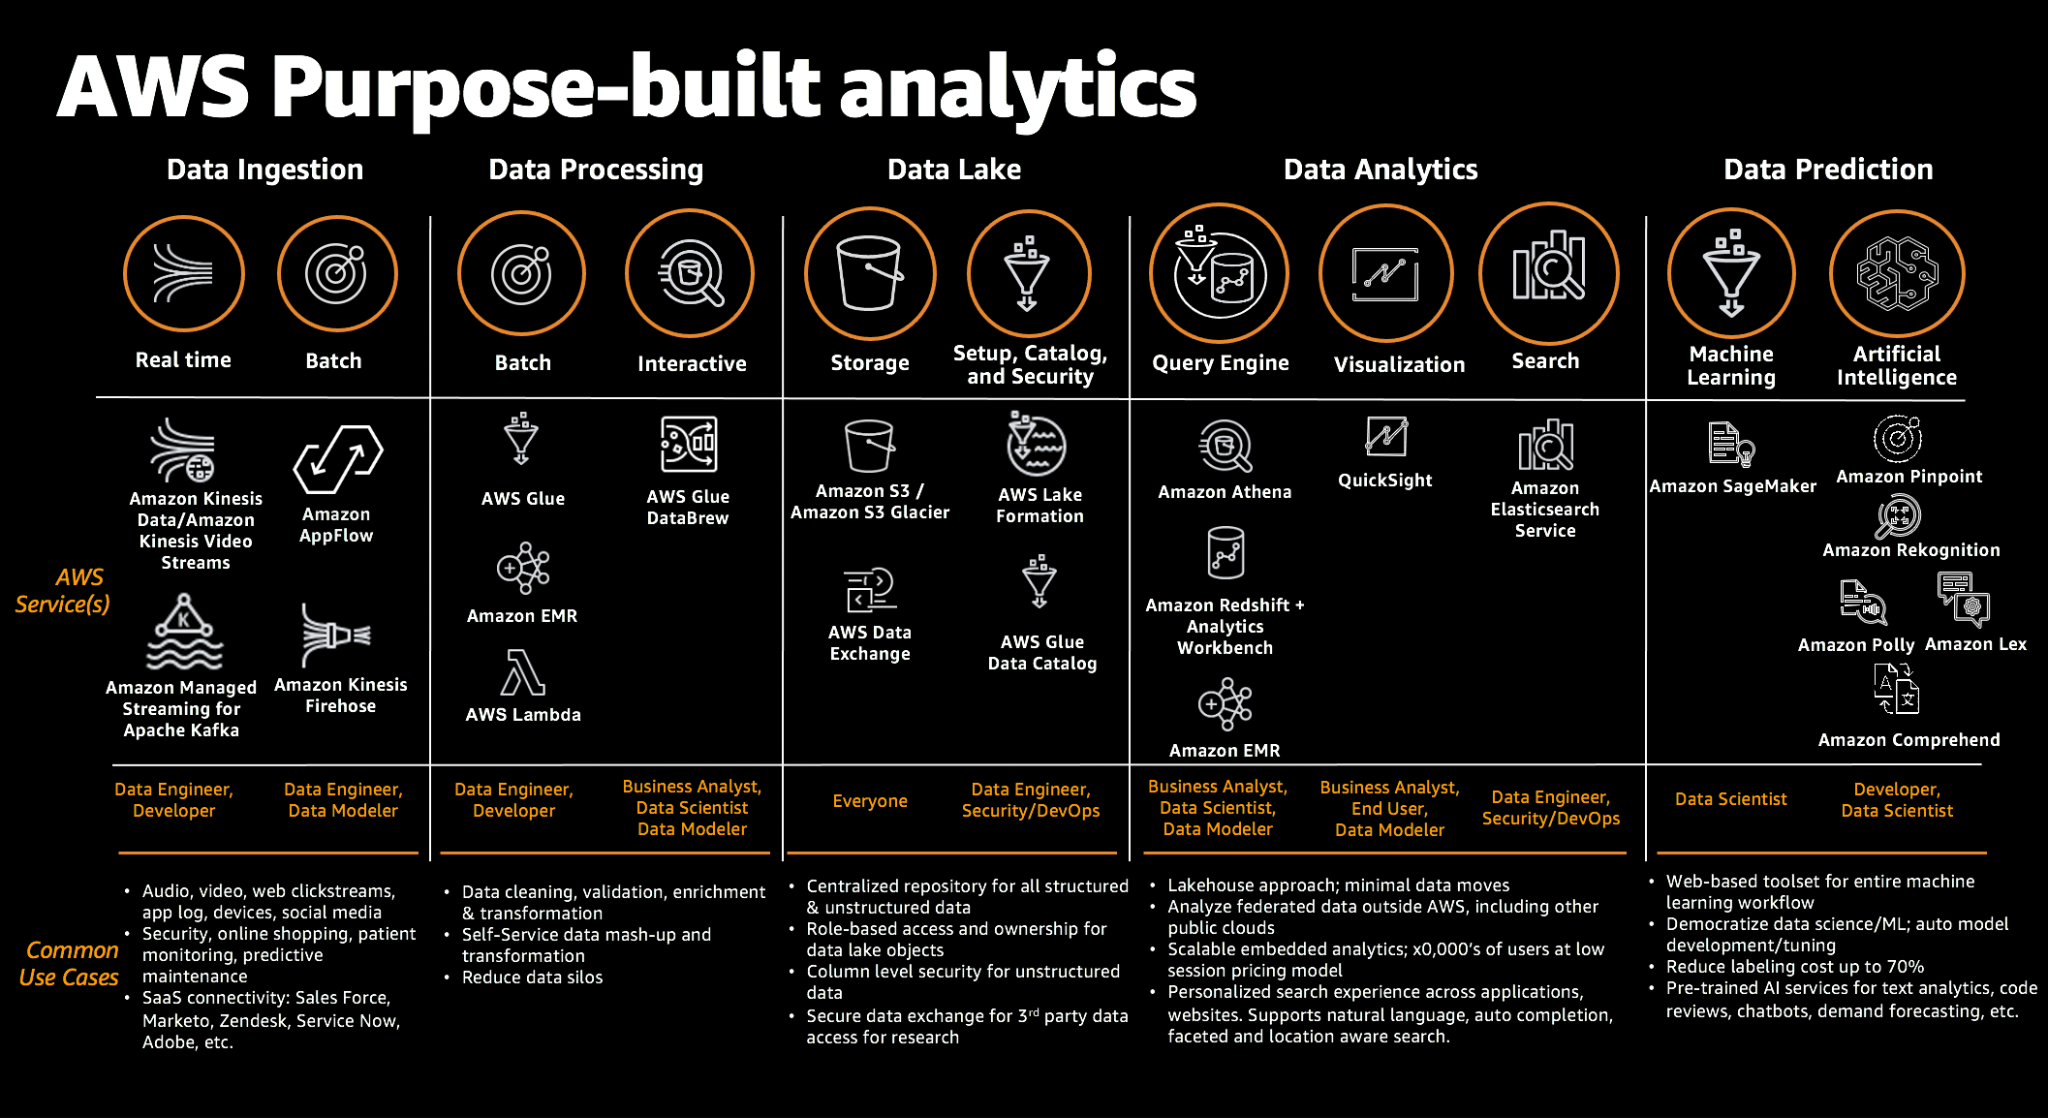 AWS Purpose-built analytics
Data Ingestion
Data Processing
Data Lake
Data Analytics
Data Prediction
Real time
Batch
Batch
Interactive
Storage
Setup, Catalog,
and Security
Query Engine
Visualization
Search
Machine
Learning
Artificial
Intelligence
AWS
Service(s)
Amazon Kinesis
Data/Amazon
Kinesis Video
Streams
K
Amazon Managed
Streaming for
Apache Kafka
Amazon
AppFlow
Amazon Kinesis
Firehose
AWS Glue
Amazon EMR
AWS Lambda
AWS Glue
DataBrew
Amazon S3 /
Amazon S3 Glacier
AWS Data
Exchange
AWS Lake
Formation
AWS Glue
Data Catalog
Amazon Athena
Amazon Redshift +
Analytics
Workbench
Amazon EMR
QuickSight
Amazon
Elasticsearch
Service
Amazon SageMaker
Amazon Pinpoint
Amazon Rekognition
Amazon Polly
Amazon Lex
A
文
Amazon Comprehend
Data Engineer,
Developer
Data Engineer,
Data Modeler
Data Engineer,
Developer
Business Analyst,
Data Scientist
Data Modeler
Everyone
Data Engineer,
Security/DevOps
Business Analyst,
Data Scientist,
Data Modeler
Business Analyst,
End User,
Data Modeler
Data Engineer,
Security/DevOps
Data Scientist
Developer,
Data Scientist
Common
Use Cases
• Audio, video, web clickstreams,
app log, devices, social media
• Security, online shopping, patient
monitoring, predictive
maintenance
• SaaS connectivity: Sales Force,
Marketo, Zendesk, Service Now,
Adobe, etc.
• Data cleaning, validation, enrichment
& transformation
• Self-Service data mash-up and
transformation
• Reduce data silos
• Centralized repository for all structured
& unstructured data
• Role-based access and ownership for
data lake objects
• Column level security for unstructured
data
• Secure data exchange for 3rd party data
access for research
• Lakehouse approach; minimal data moves
• Analyze federated data outside AWS, including other
public clouds
• Scalable embedded analytics; x0,000's of users at low
session pricing model
• Personalized search experience across applications,
websites. Supports natural language, auto completion,
faceted and location aware search.
• Web-based toolset for entire machine
learning workflow
• Democratize data science/ML; auto model
development/tuning
• Reduce labeling cost up to 70%
• Pre-trained AI services for text analytics, code
reviews, chatbots, demand forecasting, etc.